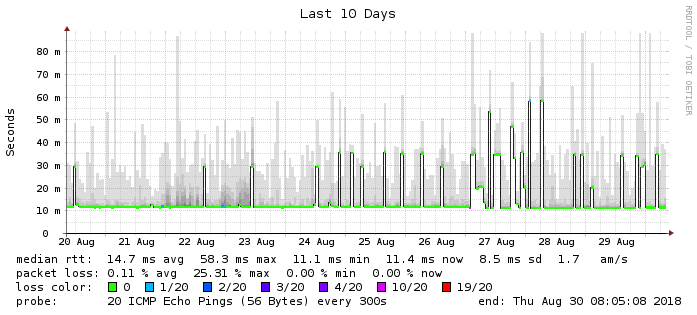 Last 10 Days
RRDTOOL / TOBI OETIKER
Seconds
80 m
70 m
60 m
50 m
40 m
30 m
20 m
10 m
0
20 Aug 21 Aug 22 Aug 23 Aug 24 Aug 25 Aug 26 Aug 27 Aug 28 Aug 29 Aug
median rtt: 14.7 ms avg 58.3 ms max 11.1 ms min 11.4 ms now 8.5 ms sd 1.7 am/s
packet loss: 0.11 % avg 25.31 % max 0.00 % min 0.00 % now
loss color: 0 1/20 2/20 3/20 4/20 10/20 19/20
probe: 20 ICMP Echo Pings (56 Bytes) every 300s end: Thu Aug 30 08:05:08 2018